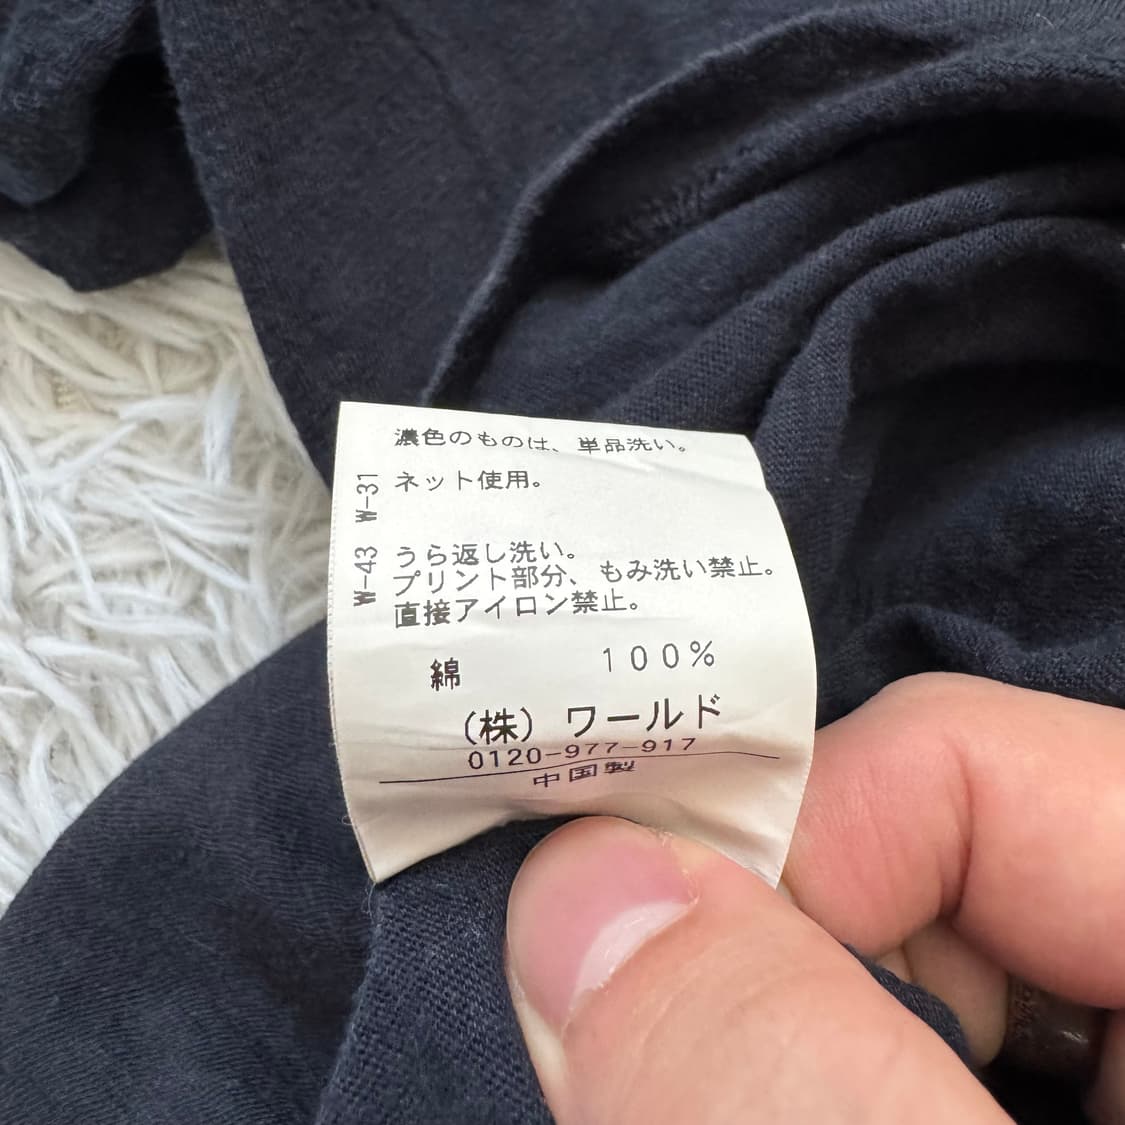 濃色のものは、単品洗い。
W-31 ネット使用。
W-43 うら返し洗い。
プリント部分、もみ洗い禁止。
直接アイロン禁止。
綿 100%
(株) ワールド
0120-977-917
中国製